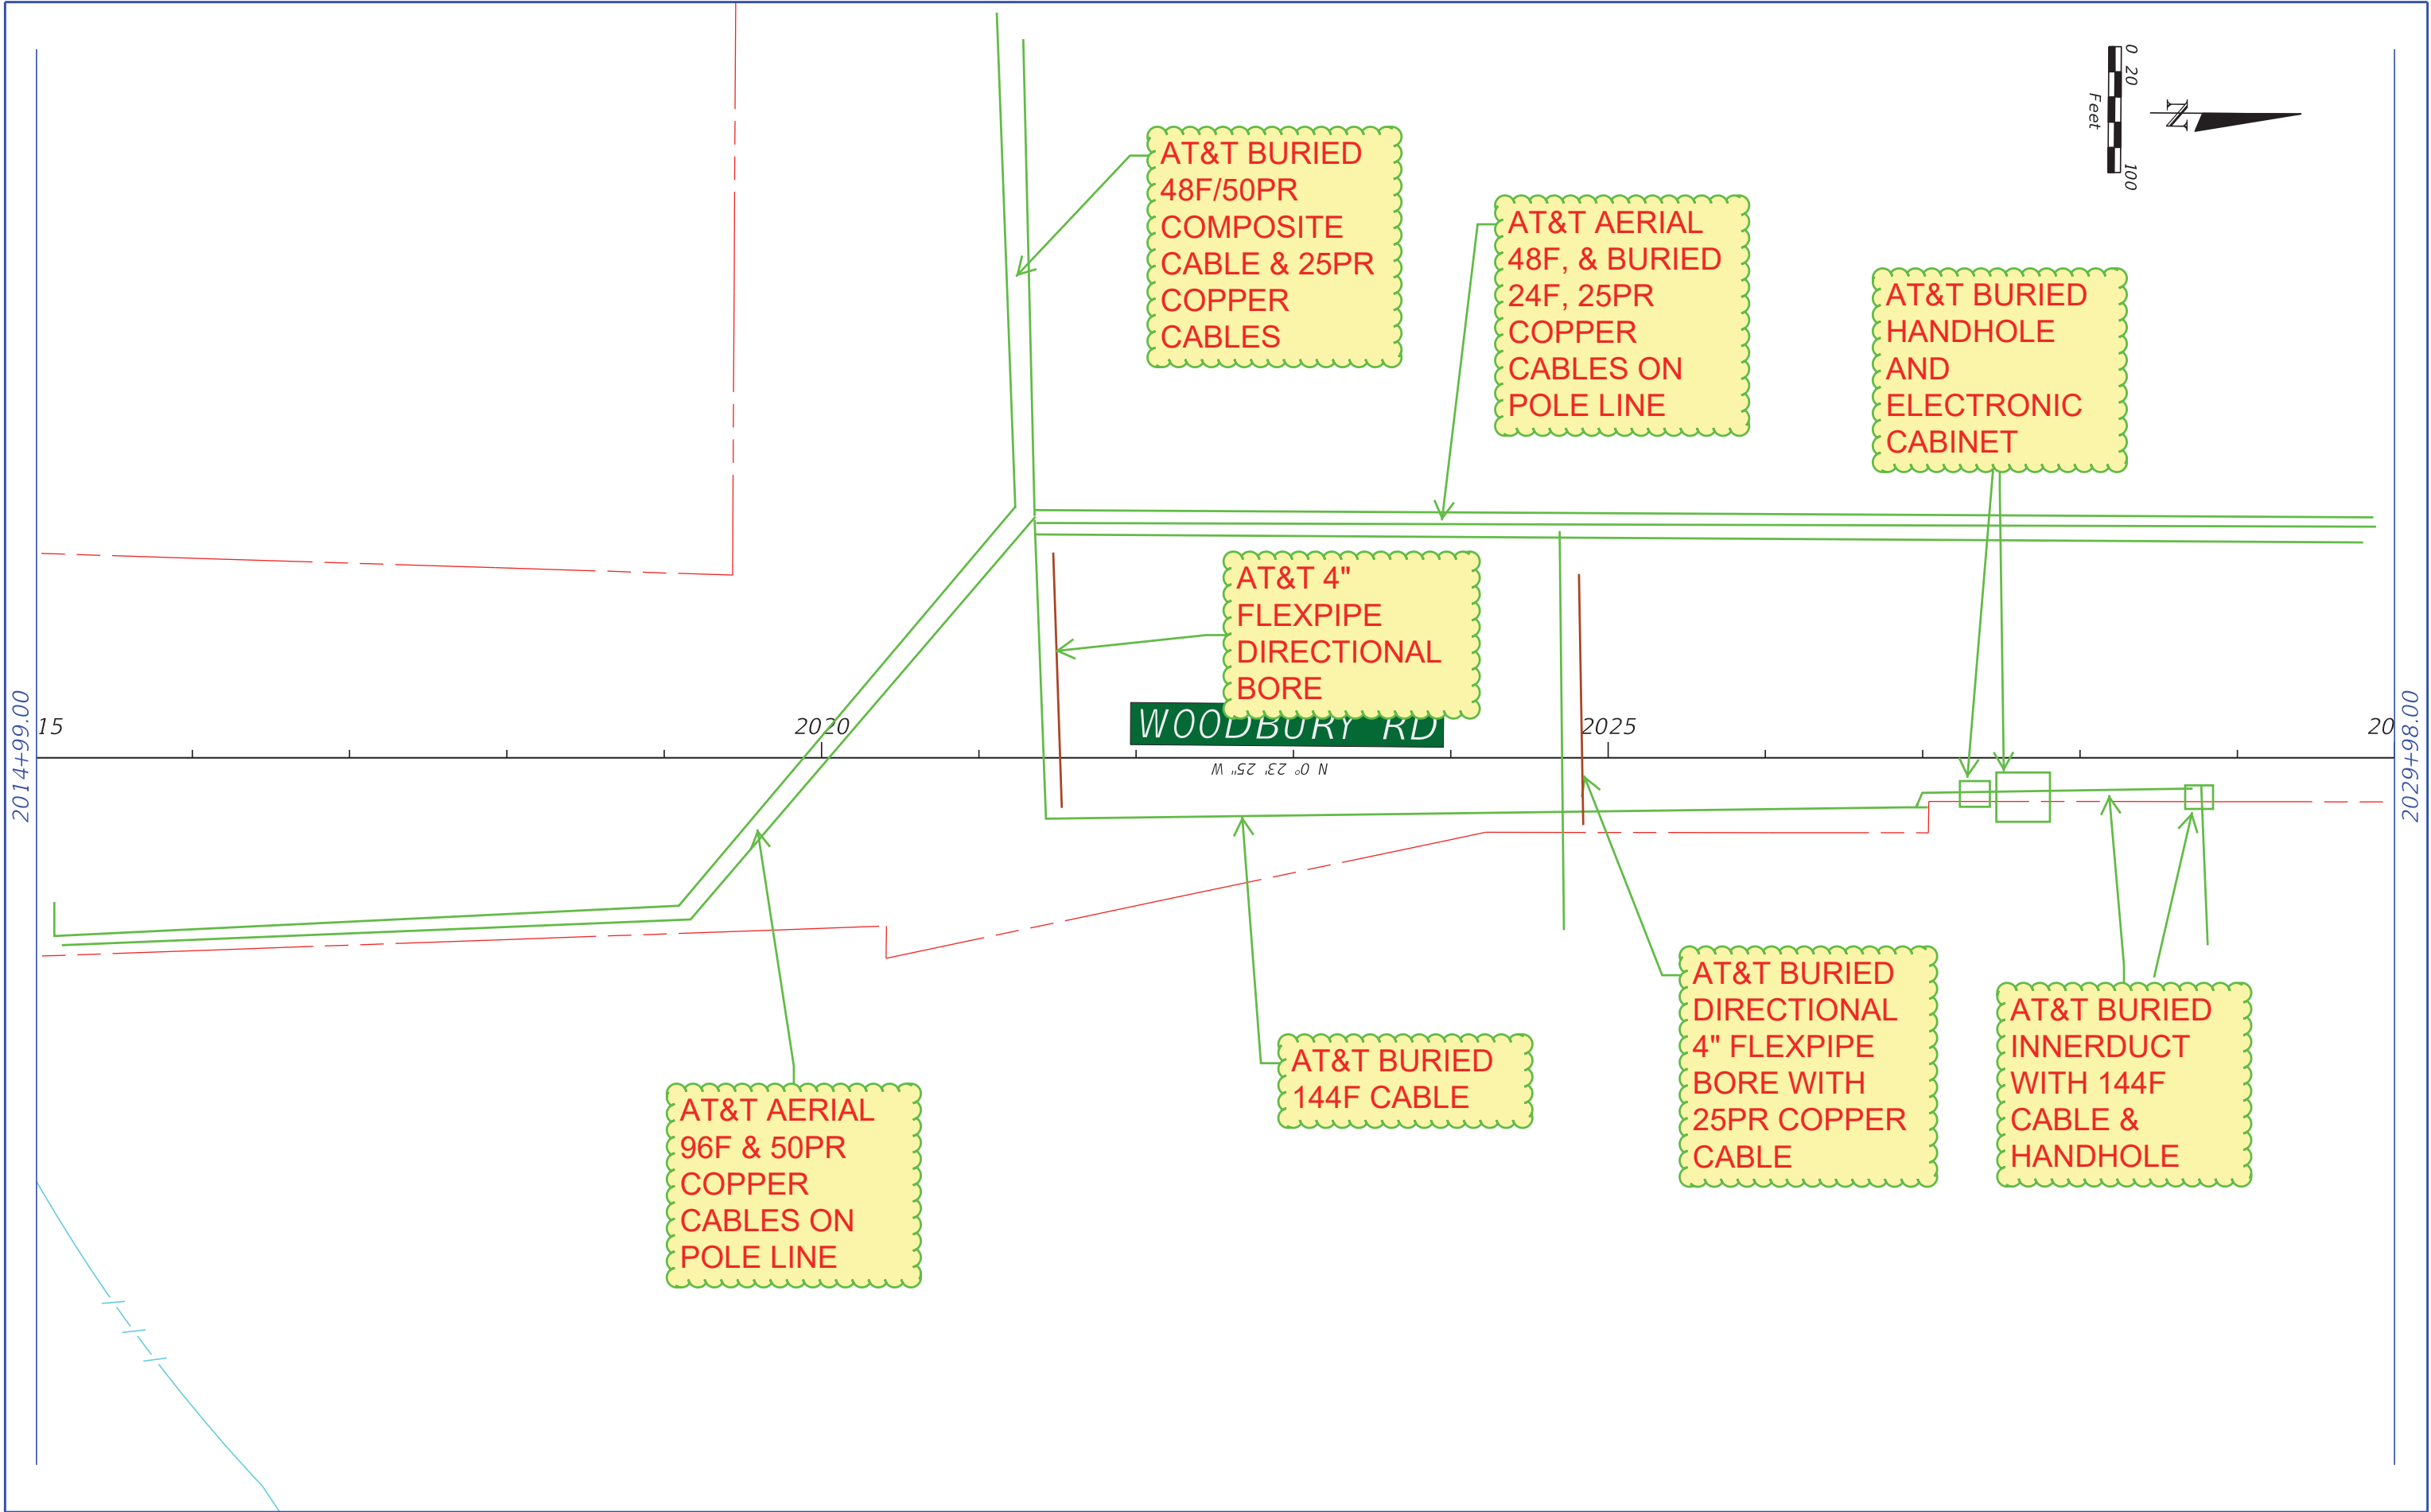 0 20 100
Feet
N
AT&T BURIED
48F/50PR
COMPOSITE
CABLE & 25PR
COPPER
CABLES
AT&T AERIAL
48F, & BURIED
24F, 25PR
COPPER
CABLES ON
POLE LINE
AT&T BURIED
HANDHOLE
AND
ELECTRONIC
CABINET
AT&T 4"
FLEXPIPE
DIRECTIONAL
BORE
2014+99.00
15
2020
WOODBURY RD
2025
20
2029+98.00
N 0° 23' 25" W
AT&T AERIAL
96F & 50PR
COPPER
CABLES ON
POLE LINE
AT&T BURIED
144F CABLE
AT&T BURIED
DIRECTIONAL
4" FLEXPIPE
BORE WITH
25PR COPPER
CABLE
AT&T BURIED
INNERDUCT
WITH 144F
CABLE &
HANDHOLE